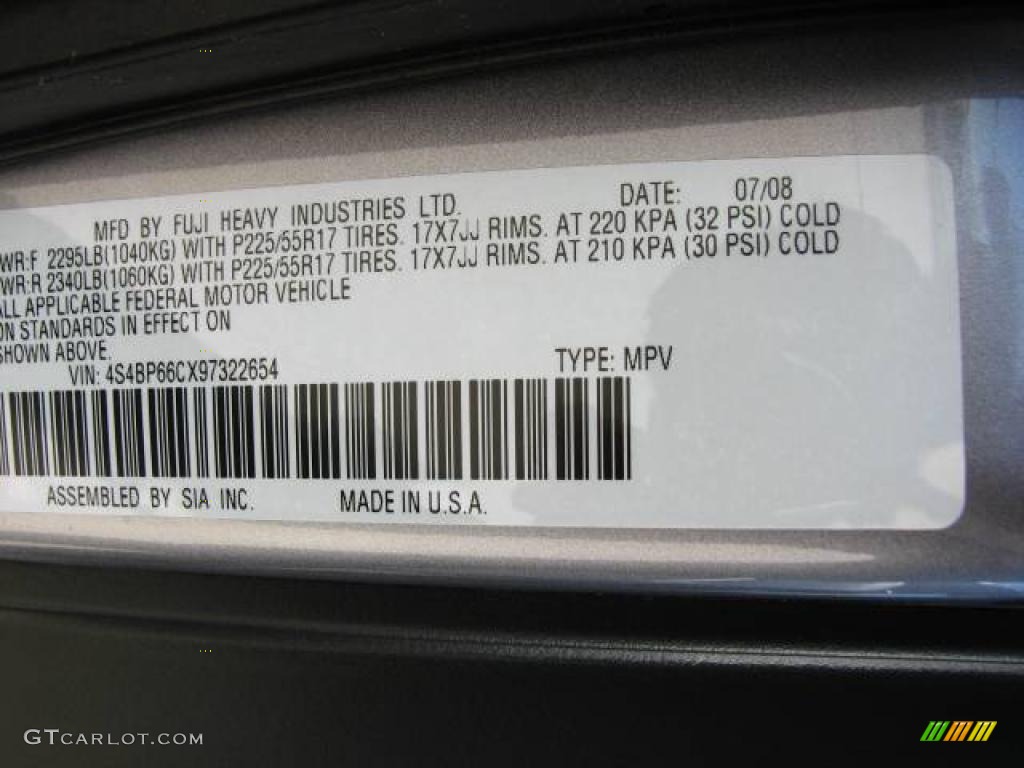 MFD BY FUJI HEAVY INDUSTRIES LTD. DATE: 07/08
WR:F 2295LB(1040KG) WITH P225/55R17 TIRES. 17X7JJ RIMS. AT 220 KPA (32 PSI) COLD
WR:R 2340LB(1060KG) WITH P225/55R17 TIRES. 17X7JJ RIMS. AT 210 KPA (30 PSI) COLD
ALL APPLICABLE FEDERAL MOTOR VEHICLE
ON STANDARDS IN EFFECT ON
SHOWN ABOVE.
VIN: 4S4BP66CX97322654 TYPE: MPV
ASSEMBLED BY SIA INC. MADE IN U.S.A.
GTCARLOT.COM